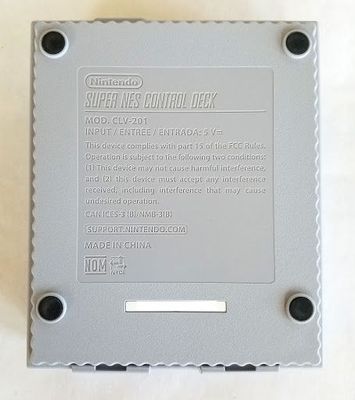 Nintendo
SUPER NES CONTROL DECK
MOD. CLV-201
INPUT / ENTRÉE / ENTRADA: 5 V⎓
This device complies with part 15 of the FCC Rules.
Operation is subject to the following two conditions:
(1) This device may not cause harmful interference,
and (2) this device must accept any interference
received, including interference that may cause
undesired operation.
CAN ICES-3 (B)/NMB-3(B)
SUPPORT.NINTENDO.COM
MADE IN CHINA
NOM
NYCE